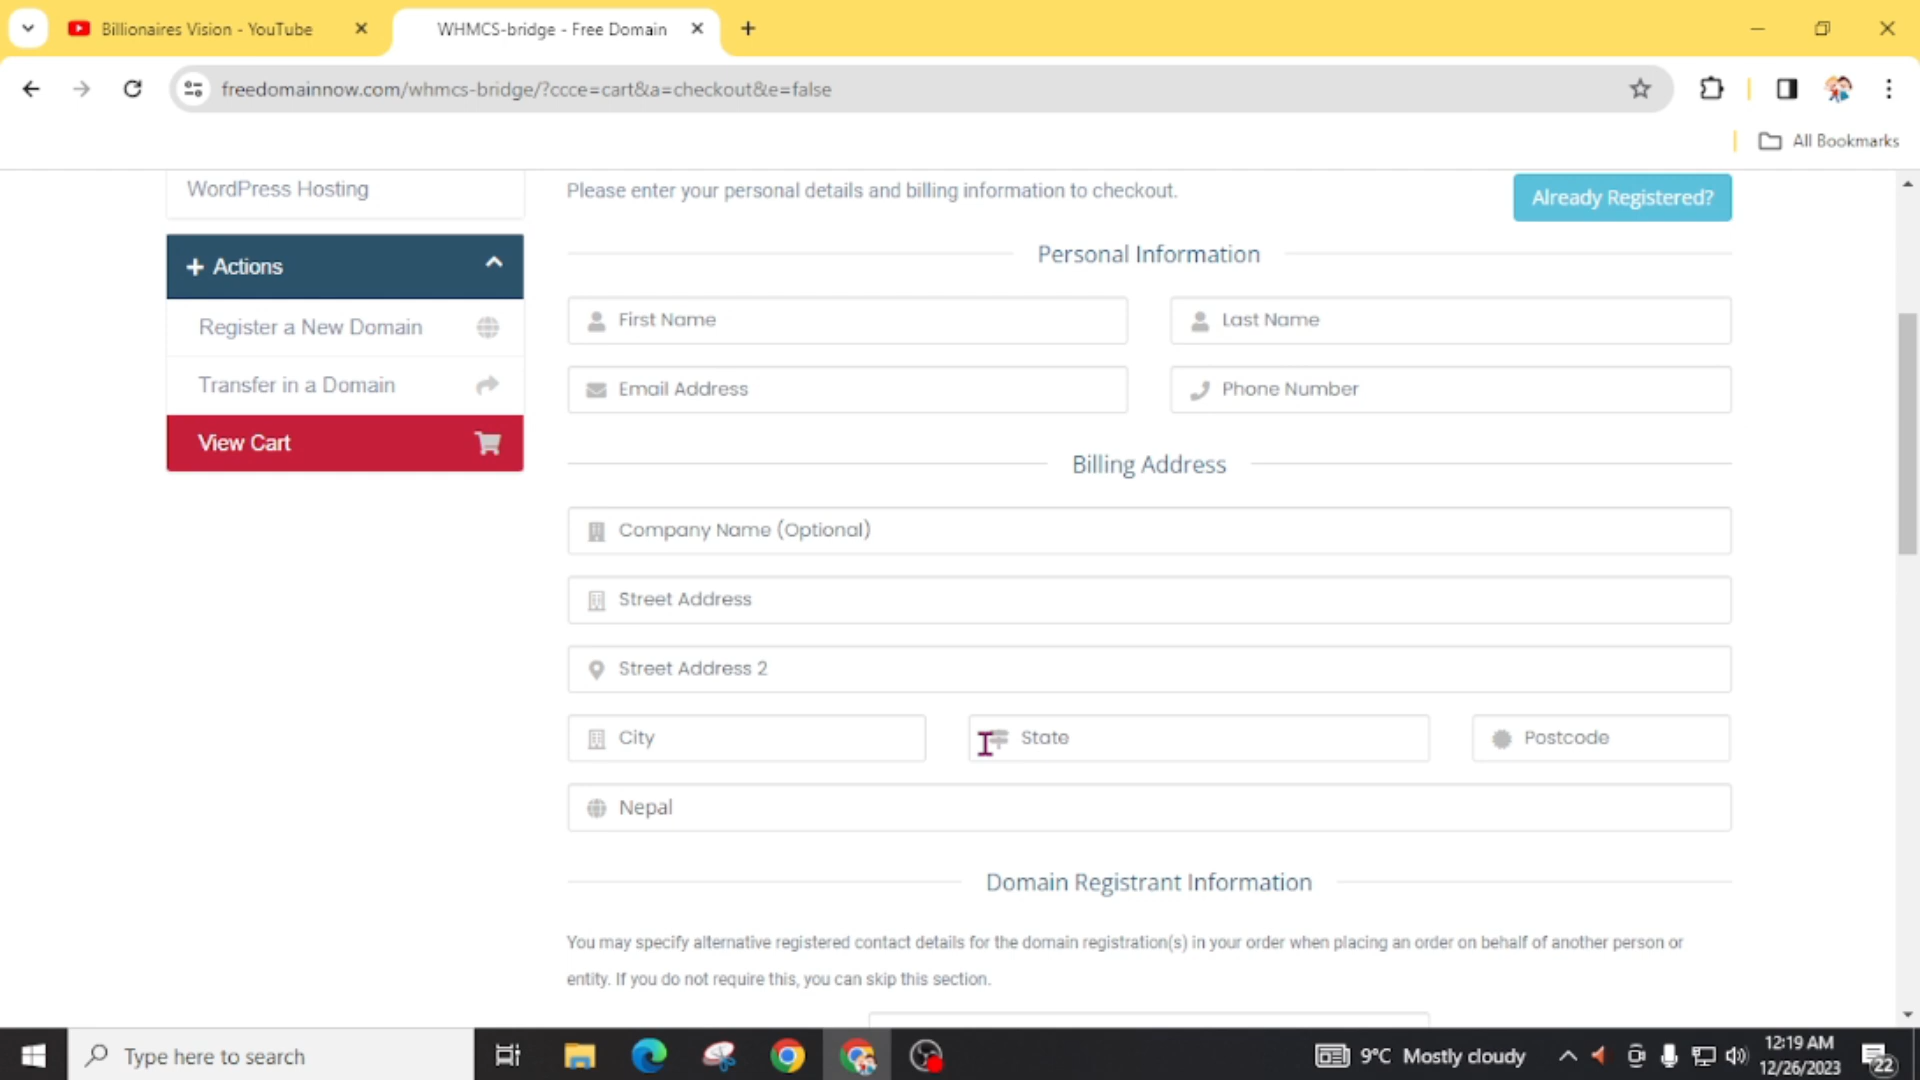 Billionaires Vision - YouTube
WHMCS-bridge - Free Domain
freedomainnow.com/whmcs-bridge/?ccce=cart&a=checkout&e=false
All Bookmarks
WordPress Hosting
Please enter your personal details and billing information to checkout.
Already Registered?
Actions
Register a New Domain
Transfer in a Domain
View Cart
Personal Information
First Name
Last Name
Email Address
Phone Number
Billing Address
Company Name (Optional)
Street Address
Street Address 2
City
State
Postcode
Nepal
Domain Registrant Information
You may specify alternative registered contact details for the domain registration(s) in your order when placing an order on behalf of another person or
entity. If you do not require this, you can skip this section.
Type here to search
9°C Mostly cloudy
12:19 AM
12/26/2023
22